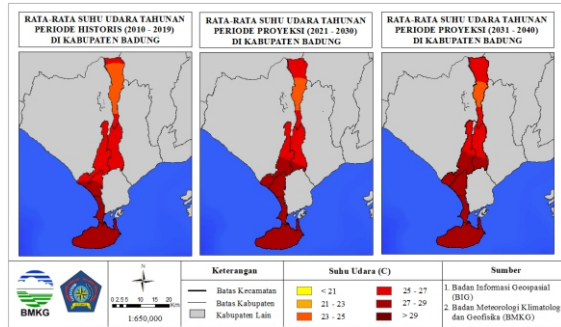 RATA-RATA SUHU UDARA TAHUNAN
PERIODE HISTORIS (2010 - 2019)
DI KABUPATEN BADUNG
RATA-RATA SUHU UDARA TAHUNAN
PERIODE PROYEKSI (2021 - 2030)
DI KABUPATEN BADUNG
RATA-RATA SUHU UDARA TAHUNAN
PERIODE PROYEKSI (2031 - 2040)
DI KABUPATEN BADUNG
BMKG
1:650,000
Keterangan
Batas Kecamatan
Batas Kabupaten
Kabupaten Lain
Suhu Udara (C)
< 21
21 - 23
23 - 25
25 - 27
27 - 29
> 29
Sumber
1. Badan Informasi Geospasial
(BIG)
2. Badan Meteorologi Klimatolog
dan Geofisika (BMKG)